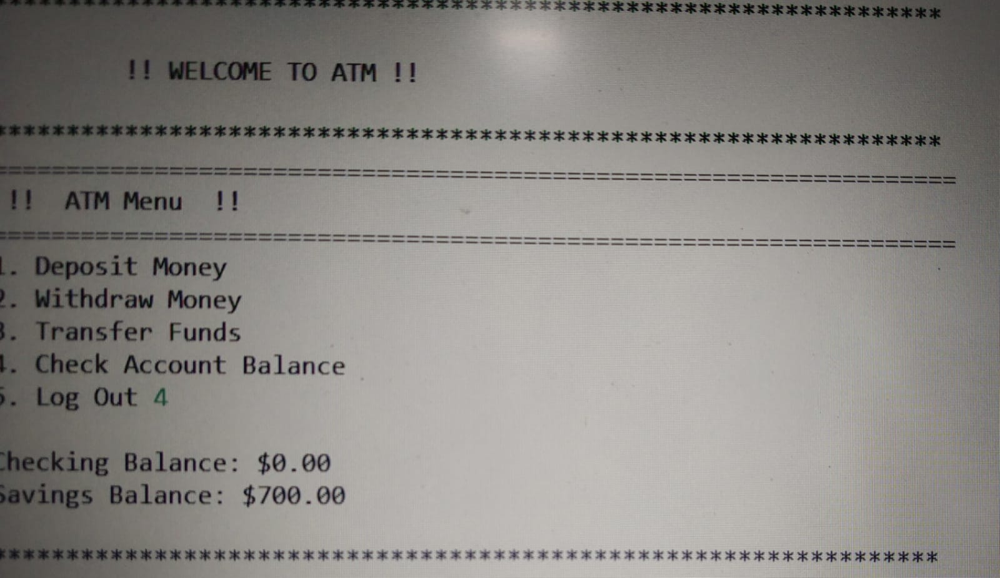 *****************************************************************
!! WELCOME TO ATM !!
*****************************************************************
=================================================================
!!  ATM Menu  !!
=================================================================
1. Deposit Money
2. Withdraw Money
3. Transfer Funds
4. Check Account Balance
5. Log Out 4
Checking Balance: $0.00
Savings Balance: $700.00
*****************************************************************